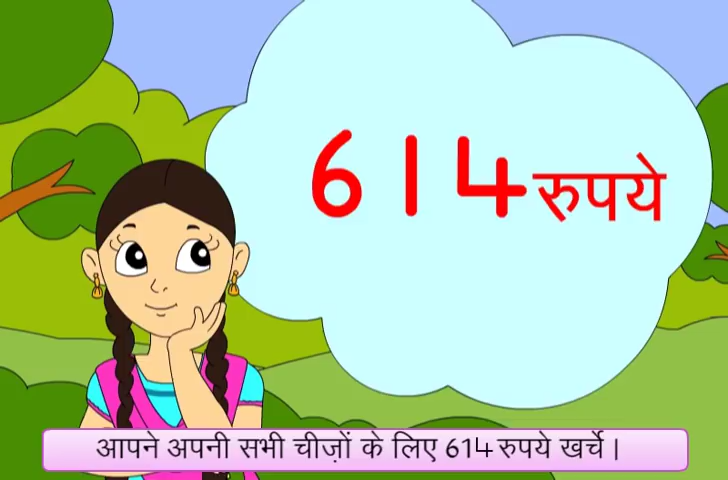 614 रुपये
आपने अपनी सभी चीज़ों के लिए 614 रुपये खर्चे।